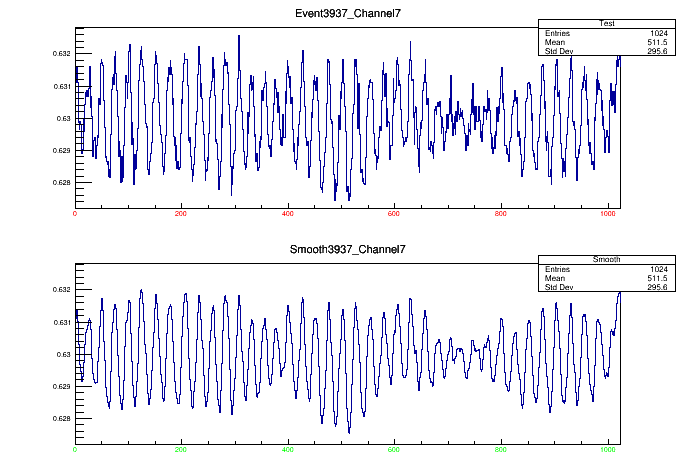 Event3937_Channel7
Test
Entries 1024
Mean 511.5
Std Dev 295.6
0.632
0.631
0.63
0.629
0.628
0 200 400 600 800 1000
Smooth3937_Channel7
Smooth
Entries 1024
Mean 511.5
Std Dev 295.6
0.632
0.631
0.63
0.629
0.628
0 200 400 600 800 1000